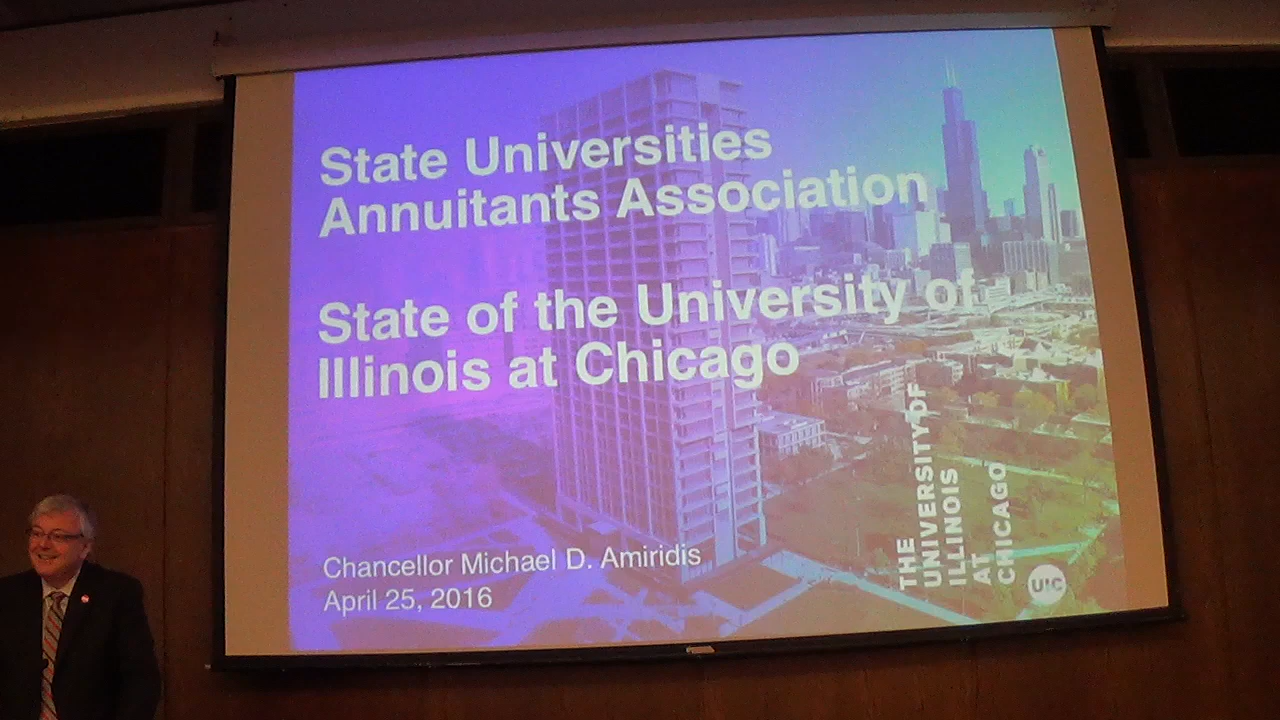 State Universities
Annuitants Association
State of the University of
Illinois at Chicago
Chancellor Michael D. Amiridis
April 25, 2016
THE
UNIVERSITY OF
ILLINOIS
AT
CHICAGO
UIC